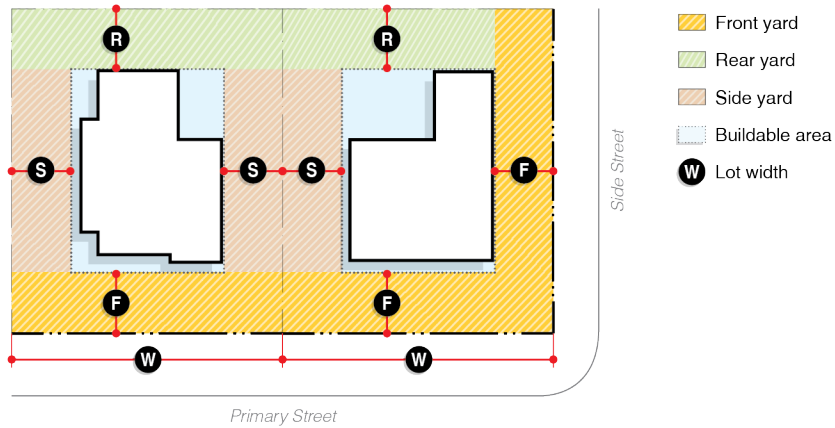 R
R
Front yard
Rear yard
Side yard
Buildable area
W
Lot width
S
S
S
F
Side Street
F
F
W
W
Primary Street